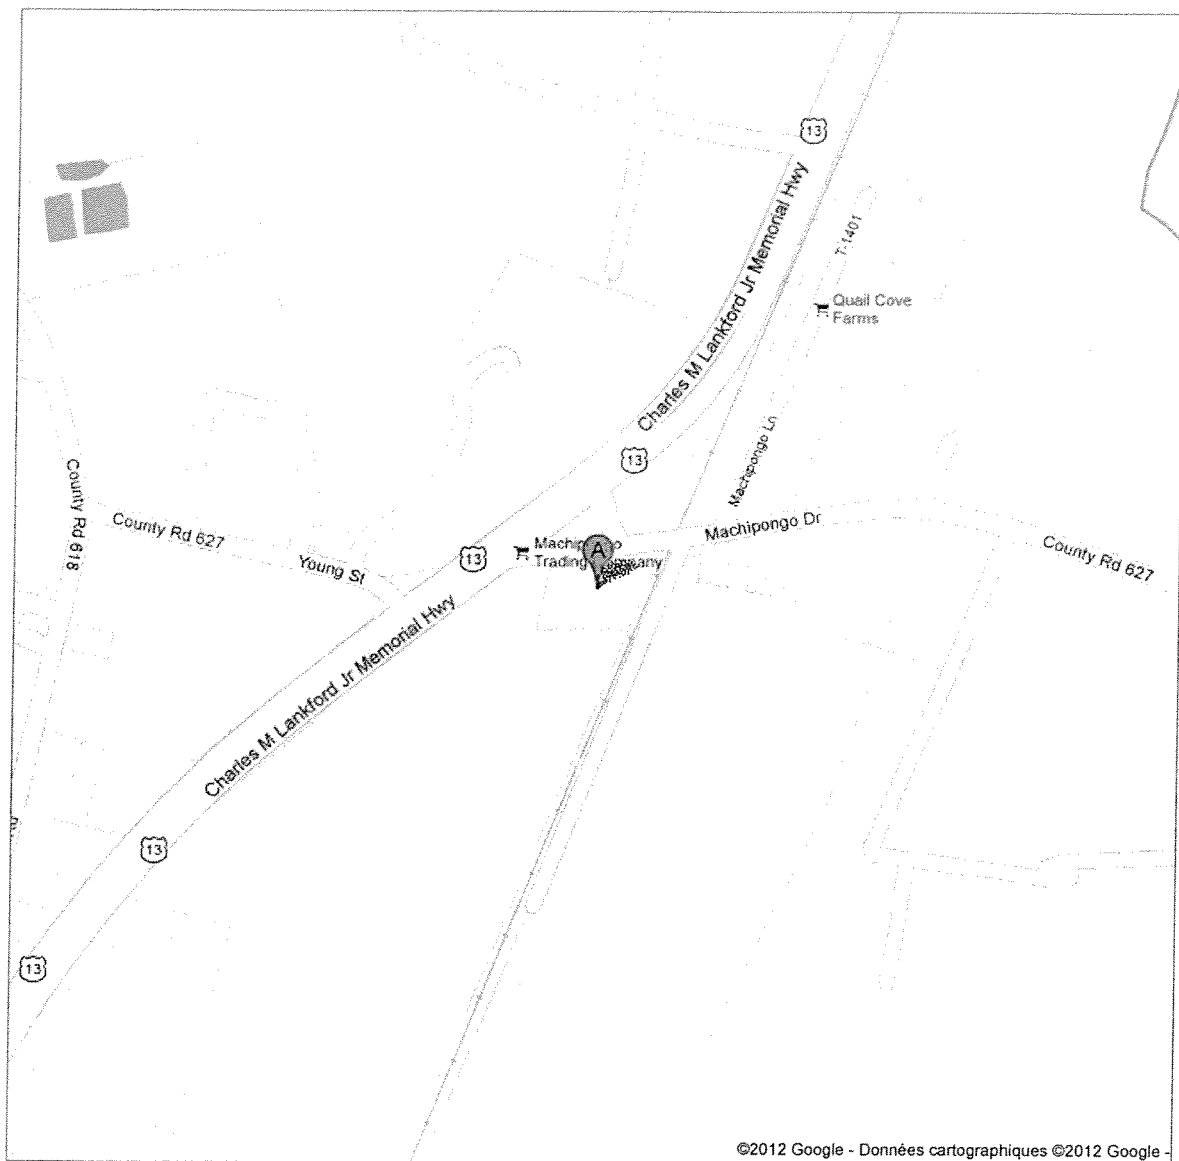 13
Charles M Lankford Jr Memorial Hwy
T-1401
Quail Cove
Farms
13
Machipongo Ln
County Rd 618
County Rd 627
Young St
13
Machipongo
Trading Company
A
Machipongo Dr
County Rd 627
Charles M Lankford Jr Memorial Hwy
13
13
©2012 Google - Données cartographiques ©2012 Google -